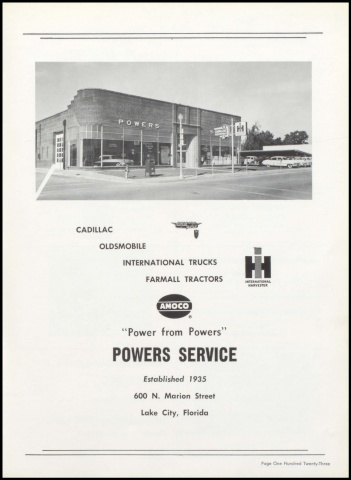 POWERS
CADILLAC
OLDSMOBILE
INTERNATIONAL TRUCKS
FARMALL TRACTORS
INTERNATIONAL
HARVESTER
AMOCO
"Power from Powers"
POWERS SERVICE
Established 1935
600 N. Marion Street
Lake City, Florida
Page One Hundred Twenty-Three